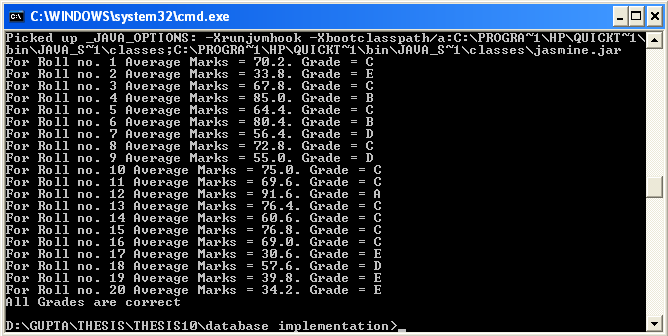 C:\WINDOWS\system32\cmd.exe
Picked up _JAVA_OPTIONS: -Xrunjvmhook -Xbootclasspath/a:C:\PROGRA~1\HP\QUICKT~1\
bin\JAVA_S~1\classes;C:\PROGRA~1\HP\QUICKT~1\bin\JAVA_S~1\classes\jasmine.jar
For Roll no. 1 Average Marks = 70.2. Grade = C
For Roll no. 2 Average Marks = 33.8. Grade = E
For Roll no. 3 Average Marks = 67.8. Grade = C
For Roll no. 4 Average Marks = 85.0. Grade = B
For Roll no. 5 Average Marks = 64.4. Grade = C
For Roll no. 6 Average Marks = 80.4. Grade = B
For Roll no. 7 Average Marks = 56.4. Grade = D
For Roll no. 8 Average Marks = 72.8. Grade = C
For Roll no. 9 Average Marks = 55.0. Grade = D
For Roll no. 10 Average Marks = 75.0. Grade = C
For Roll no. 11 Average Marks = 69.6. Grade = C
For Roll no. 12 Average Marks = 91.6. Grade = A
For Roll no. 13 Average Marks = 76.4. Grade = C
For Roll no. 14 Average Marks = 60.6. Grade = C
For Roll no. 15 Average Marks = 76.8. Grade = C
For Roll no. 16 Average Marks = 69.0. Grade = C
For Roll no. 17 Average Marks = 30.6. Grade = E
For Roll no. 18 Average Marks = 57.6. Grade = D
For Roll no. 19 Average Marks = 39.8. Grade = E
For Roll no. 20 Average Marks = 34.2. Grade = E
All Grades are correct
D:\GUPTA\THESIS\THESIS10\database implementation>_